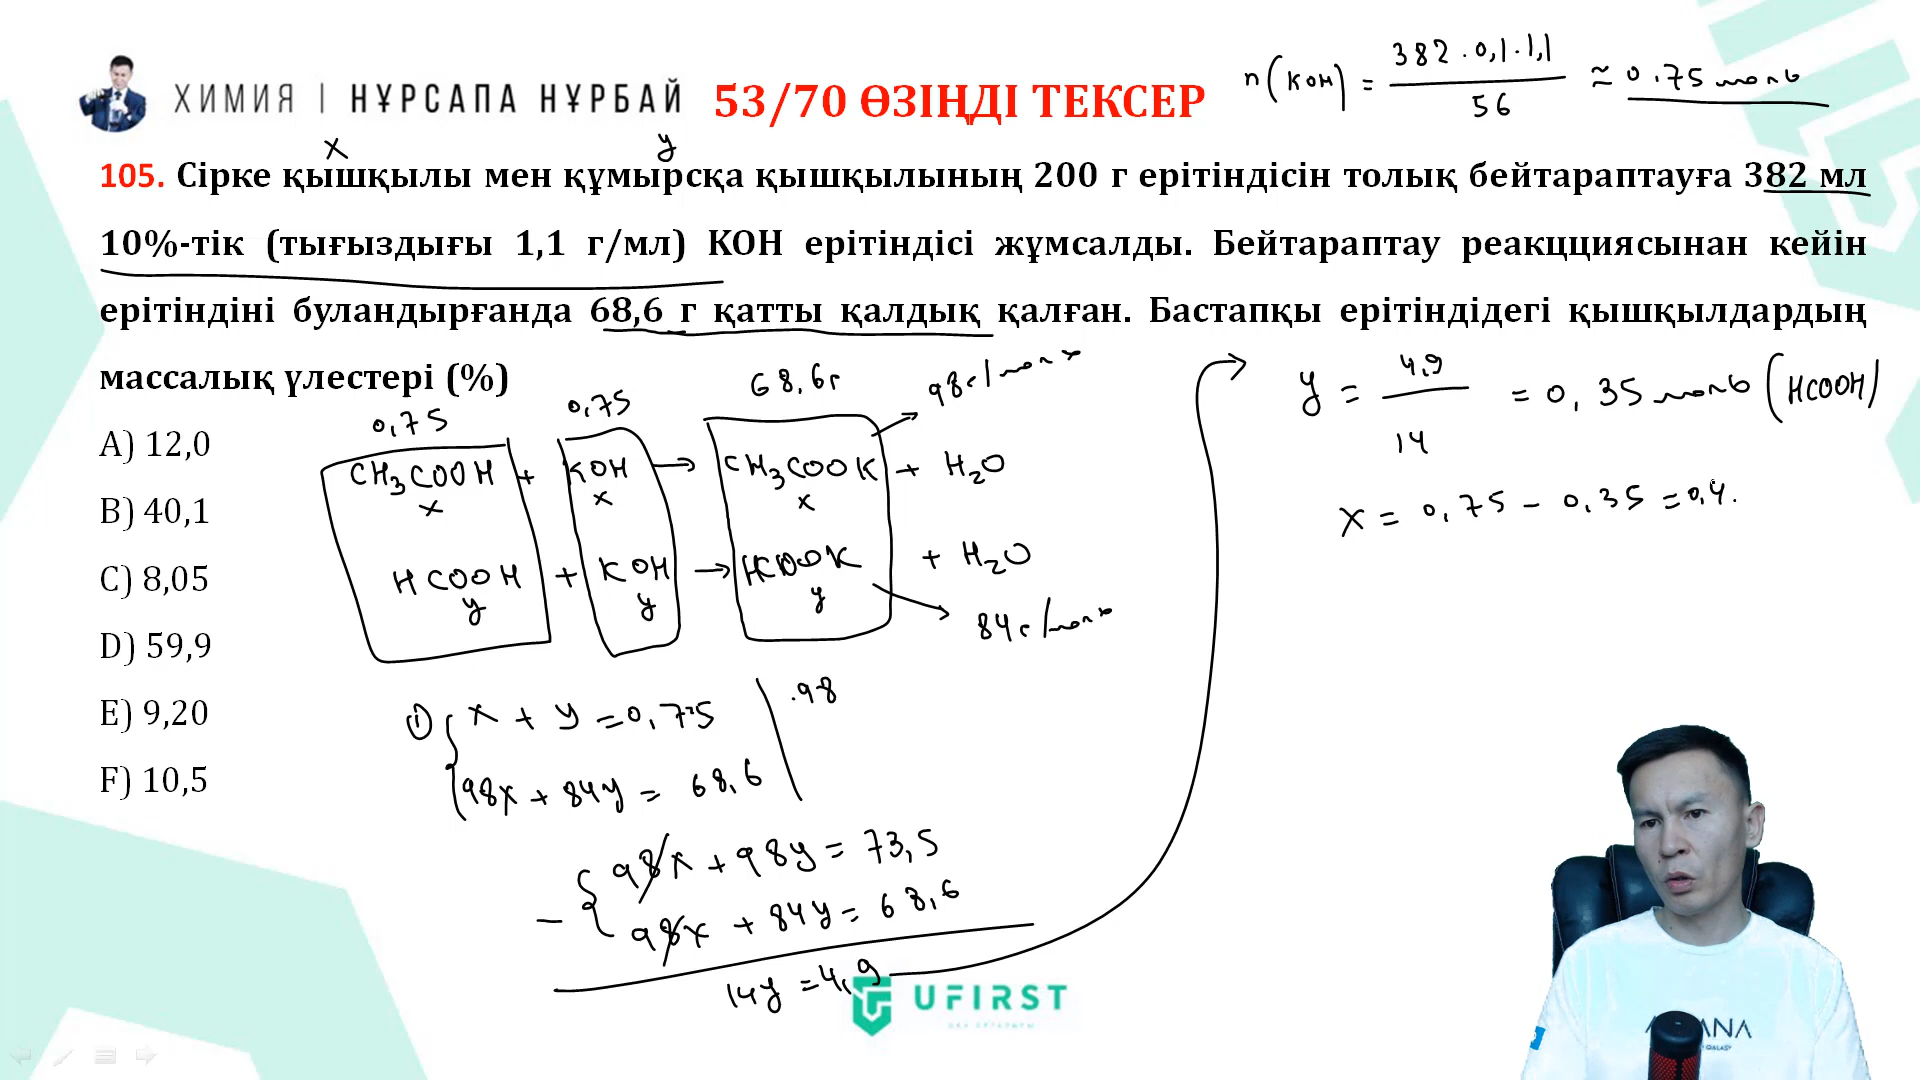 ХИМИЯ | НҰРСАПА НҰРБАЙ
53/70 ӨЗІҢДІ ТЕКСЕР
n(KOH) = 382 · 0,1 · 1,1 / 56 ≈ 0.75 моль
x y
105. Сірке қышқылы мен құмырсқа қышқылының 200 г ерітіндісін толық бейтараптауға 382 мл
10%-тік (тығыздығы 1,1 г/мл) КОН ерітіндісі жұмсалды. Бейтараптау реакцциясынан кейін
ерітіндіні буландырғанда 68,6 г қатты қалдық қалған. Бастапқы ерітіндідегі қышқылдардың
массалық үлестері (%)
A) 12,0
B) 40,1
C) 8,05
D) 59,9
E) 9,20
F) 10,5
0,75 0,75 68,6г 98г/моль
CH3COOH + KOH → CH3COOK + H2O
x x x
HCOOH + KOH → HCOOK + H2O
y y y
84г/моль
① { x + y = 0,75 | ·98
98x + 84y = 68,6
− { 98x + 98y = 73,5
98x + 84y = 68,6
14y = 4,9
y = 4,9 / 14 = 0,35 моль (HCOOH)
x = 0,75 − 0,35 = 0,4.
UFIRST